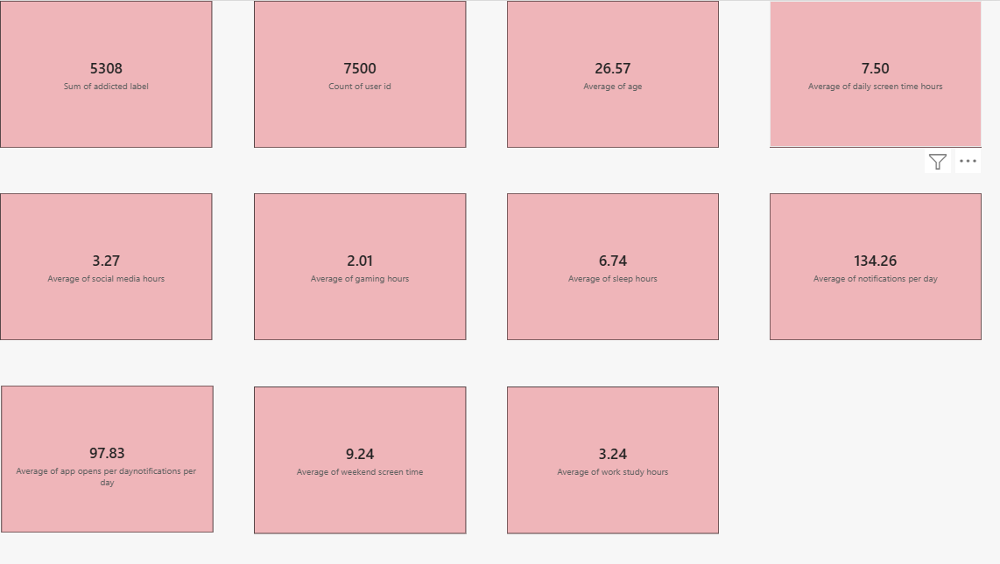 5308
Sum of addicted label
7500
Count of user id
26.57
Average of age
7.50
Average of daily screen time hours
3.27
Average of social media hours
2.01
Average of gaming hours
6.74
Average of sleep hours
134.26
Average of notifications per day
97.83
Average of app opens per daynotifications per
day
9.24
Average of weekend screen time
3.24
Average of work study hours